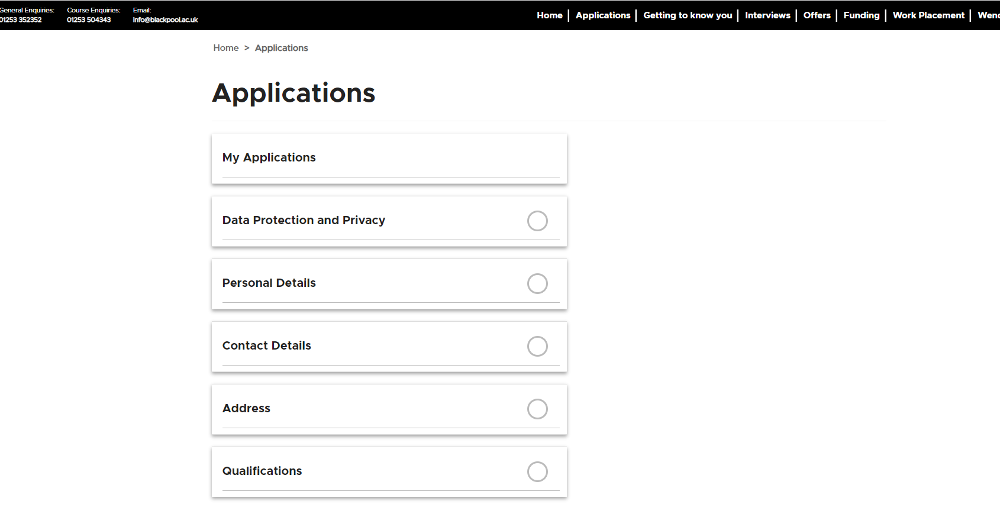 General Enquiries: Course Enquiries: Email:
01253 352352 01253 504343 info@blackpool.ac.uk
Home | Applications | Getting to know you | Interviews | Offers | Funding | Work Placement |
Home > Applications
Applications
My Applications
Data Protection and Privacy
Personal Details
Contact Details
Address
Qualifications